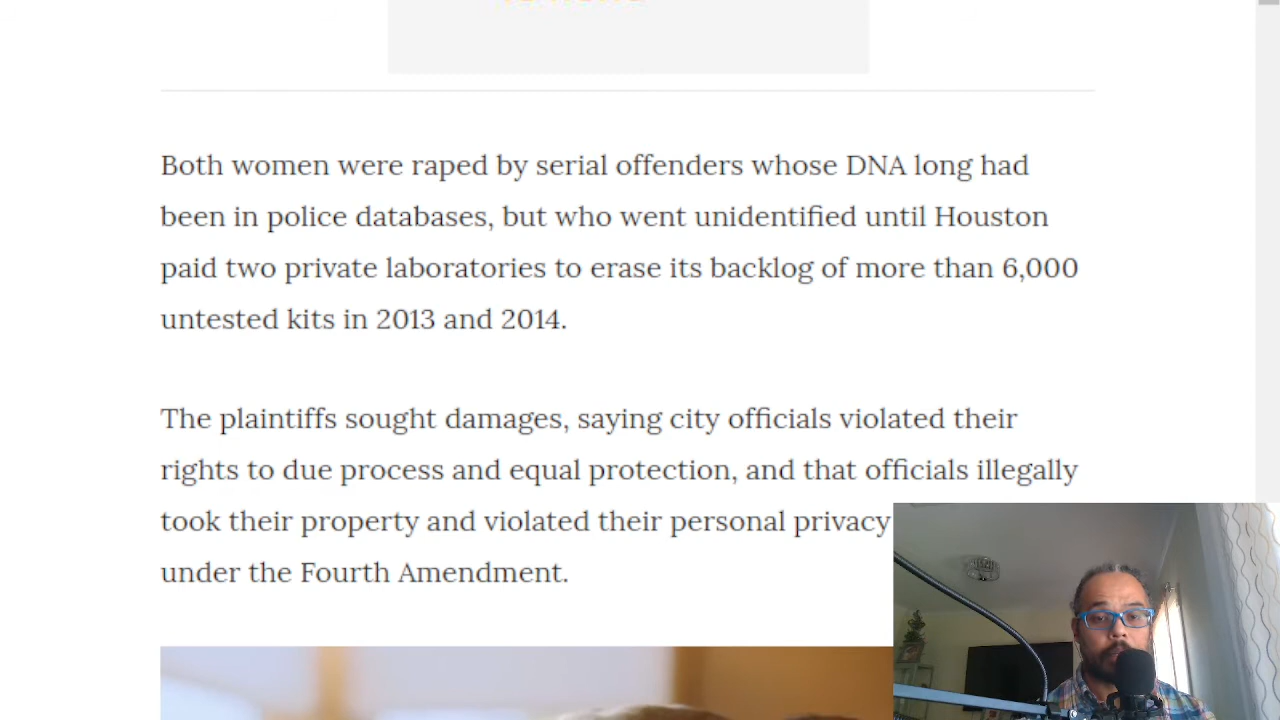 Both women were raped by serial offenders whose DNA long had
been in police databases, but who went unidentified until Houston
paid two private laboratories to erase its backlog of more than 6,000
untested kits in 2013 and 2014.
The plaintiffs sought damages, saying city officials violated their
rights to due process and equal protection, and that officials illegally
took their property and violated their personal privacy
under the Fourth Amendment.